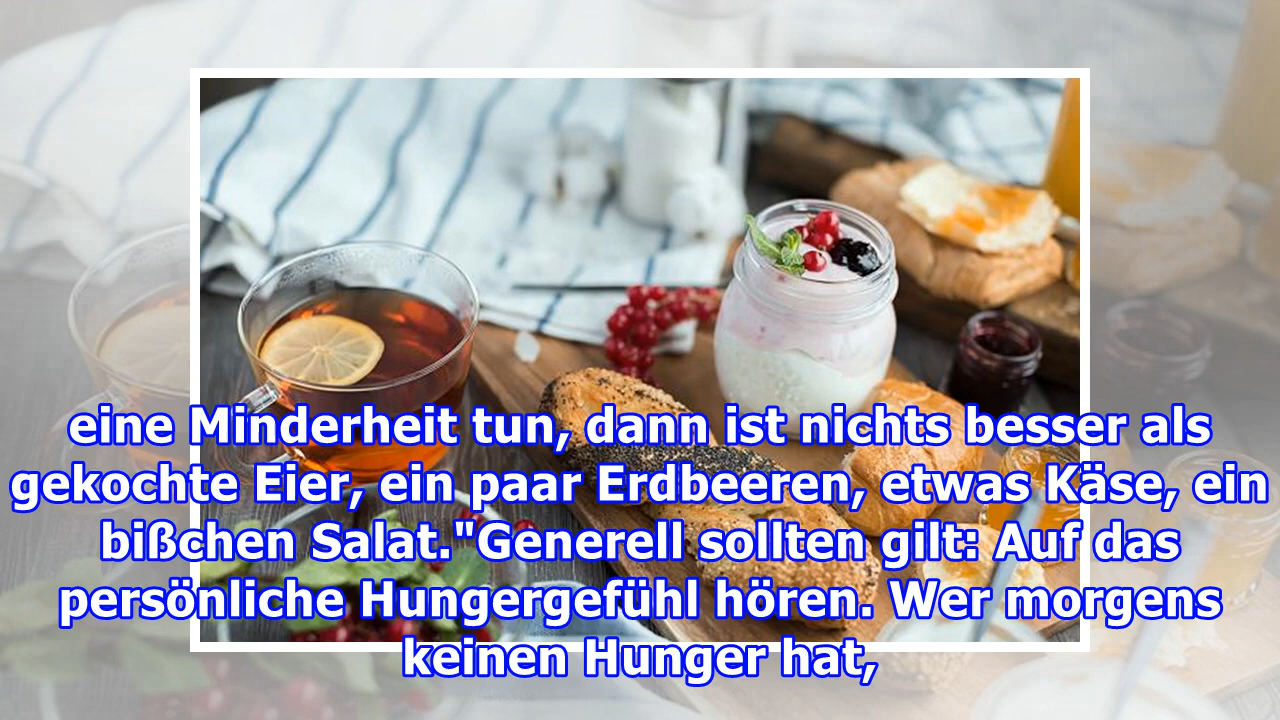 eine Minderheit tun, dann ist nichts besser als
gekochte Eier, ein paar Erdbeeren, etwas Käse, ein
bißchen Salat."Generell sollten gilt: Auf das
persönliche Hungergefühl hören. Wer morgens
keinen Hunger hat,